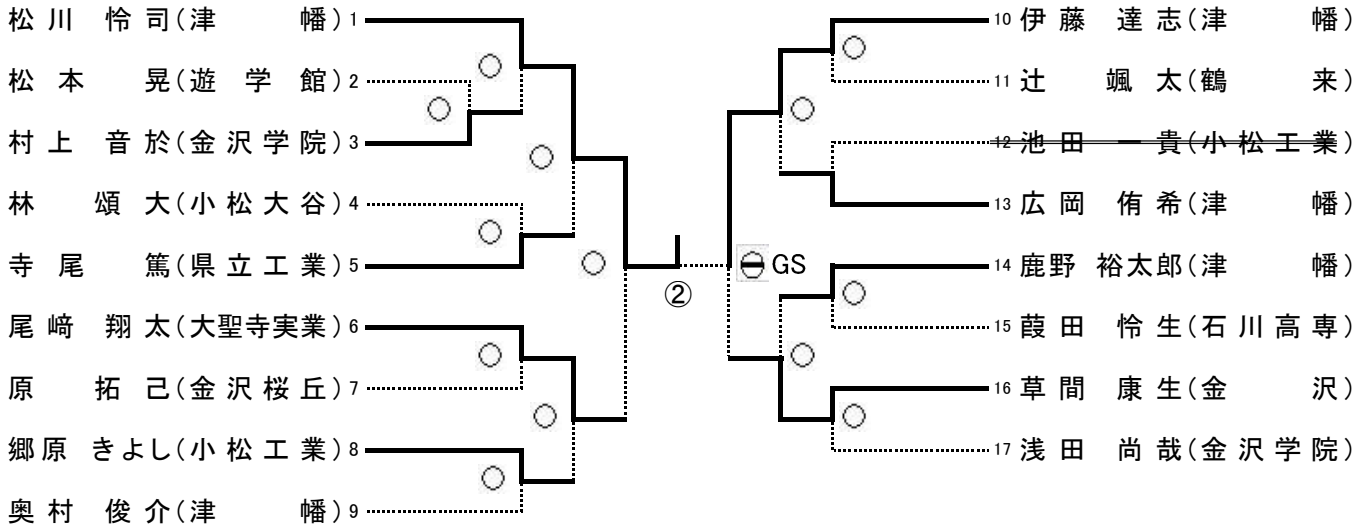 松川 怜司(津 幡) 1
松本 晃(遊学館) 2
村上 音於(金沢学院) 3
林 頌大(小松大谷) 4
寺尾 篤(県立工業) 5
尾﨑 翔太(大聖寺実業) 6
原 拓己(金沢桜丘) 7
郷原 きよし(小松工業) 8
奥村 俊介(津 幡) 9
②
GS
10 伊藤 達志(津 幡)
11 辻 颯太(鶴 来)
12 池田 一貴(小松工業)
13 広岡 侑希(津 幡)
14 鹿野 裕太郎(津 幡)
15 葭田 怜生(石川高専)
16 草間 康生(金 沢)
17 浅田 尚哉(金沢学院)